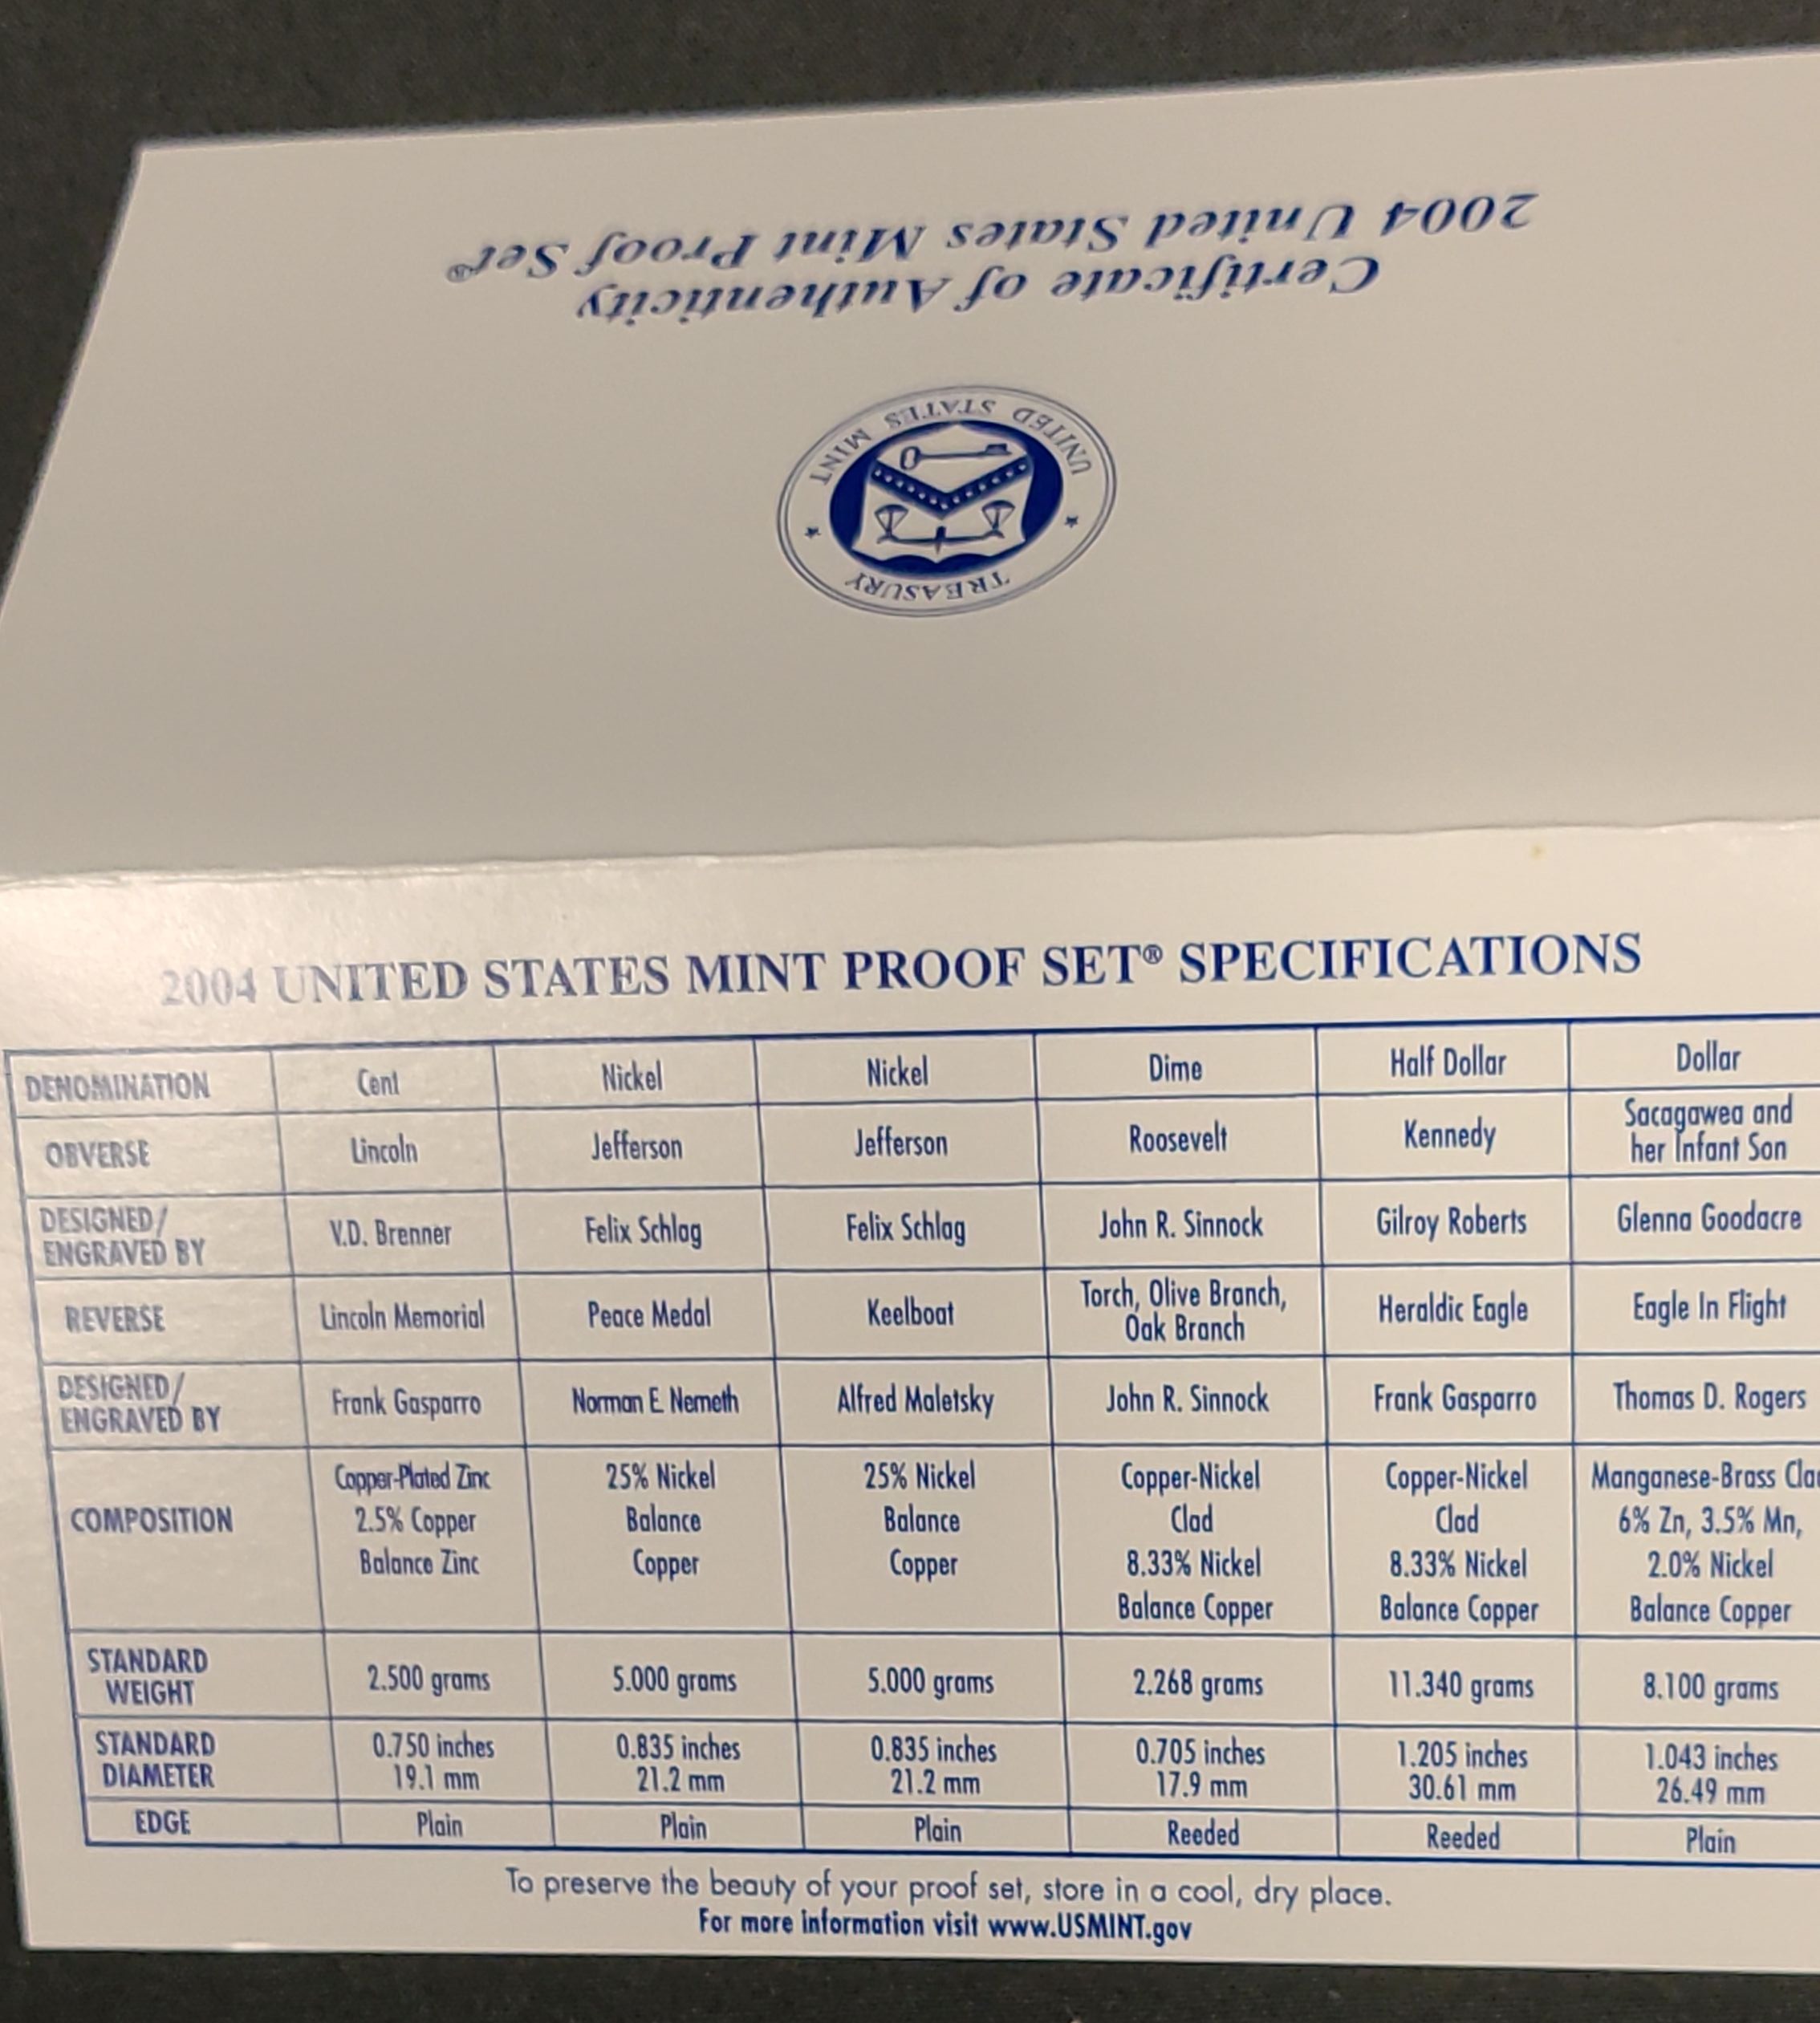 Certificate of Authenticity
2004 United States Mint Proof Set®
UNITED STATES MINT
TREASURY
2004 UNITED STATES MINT PROOF SET® SPECIFICATIONS
DENOMINATION Cent Nickel Nickel Dime Half Dollar Dollar
OBVERSE Lincoln Jefferson Jefferson Roosevelt Kennedy Sacagawea and
her Infant Son
DESIGNED/
ENGRAVED BY V.D. Brenner Felix Schlag Felix Schlag John R. Sinnock Gilroy Roberts Glenna Goodacre
REVERSE Lincoln Memorial Peace Medal Keelboat Torch, Olive Branch,
Oak Branch Heraldic Eagle Eagle In Flight
DESIGNED/
ENGRAVED BY Frank Gasparro Norman E. Nemeth Alfred Maletsky John R. Sinnock Frank Gasparro Thomas D. Rogers
COMPOSITION Copper-Plated Zinc 25% Nickel 25% Nickel Copper-Nickel Copper-Nickel Manganese-Brass
2.5% Copper Balance Balance Clad Clad 6% Zn, 3.5% Mn,
Balance Zinc Copper Copper 8.33% Nickel 8.33% Nickel 2.0% Nickel
Balance Copper Balance Copper Balance Copper
STANDARD
WEIGHT 2.500 grams 5.000 grams 5.000 grams 2.268 grams 11.340 grams 8.100 grams
STANDARD 0.750 inches 0.835 inches 0.835 inches 0.705 inches 1.205 inches 1.043 inches
DIAMETER 19.1 mm 21.2 mm 21.2 mm 17.9 mm 30.61 mm 26.49 mm
EDGE Plain Plain Plain Reeded Reeded Plain
To preserve the beauty of your proof set, store in a cool, dry place.
For more information visit www.USMINT.gov